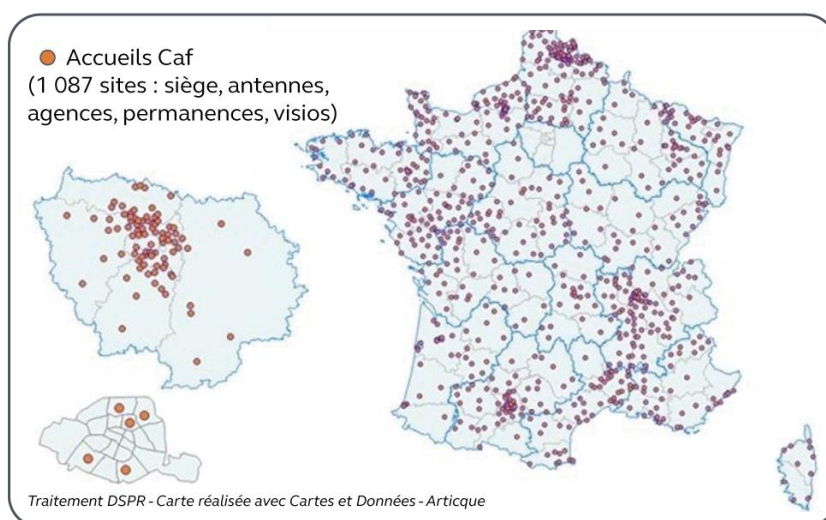 Accueils Caf
(1 087 sites : siège, antennes,
agences, permanences, visios)
Traitement DSPR - Carte réalisée avec Cartes et Données - Articque